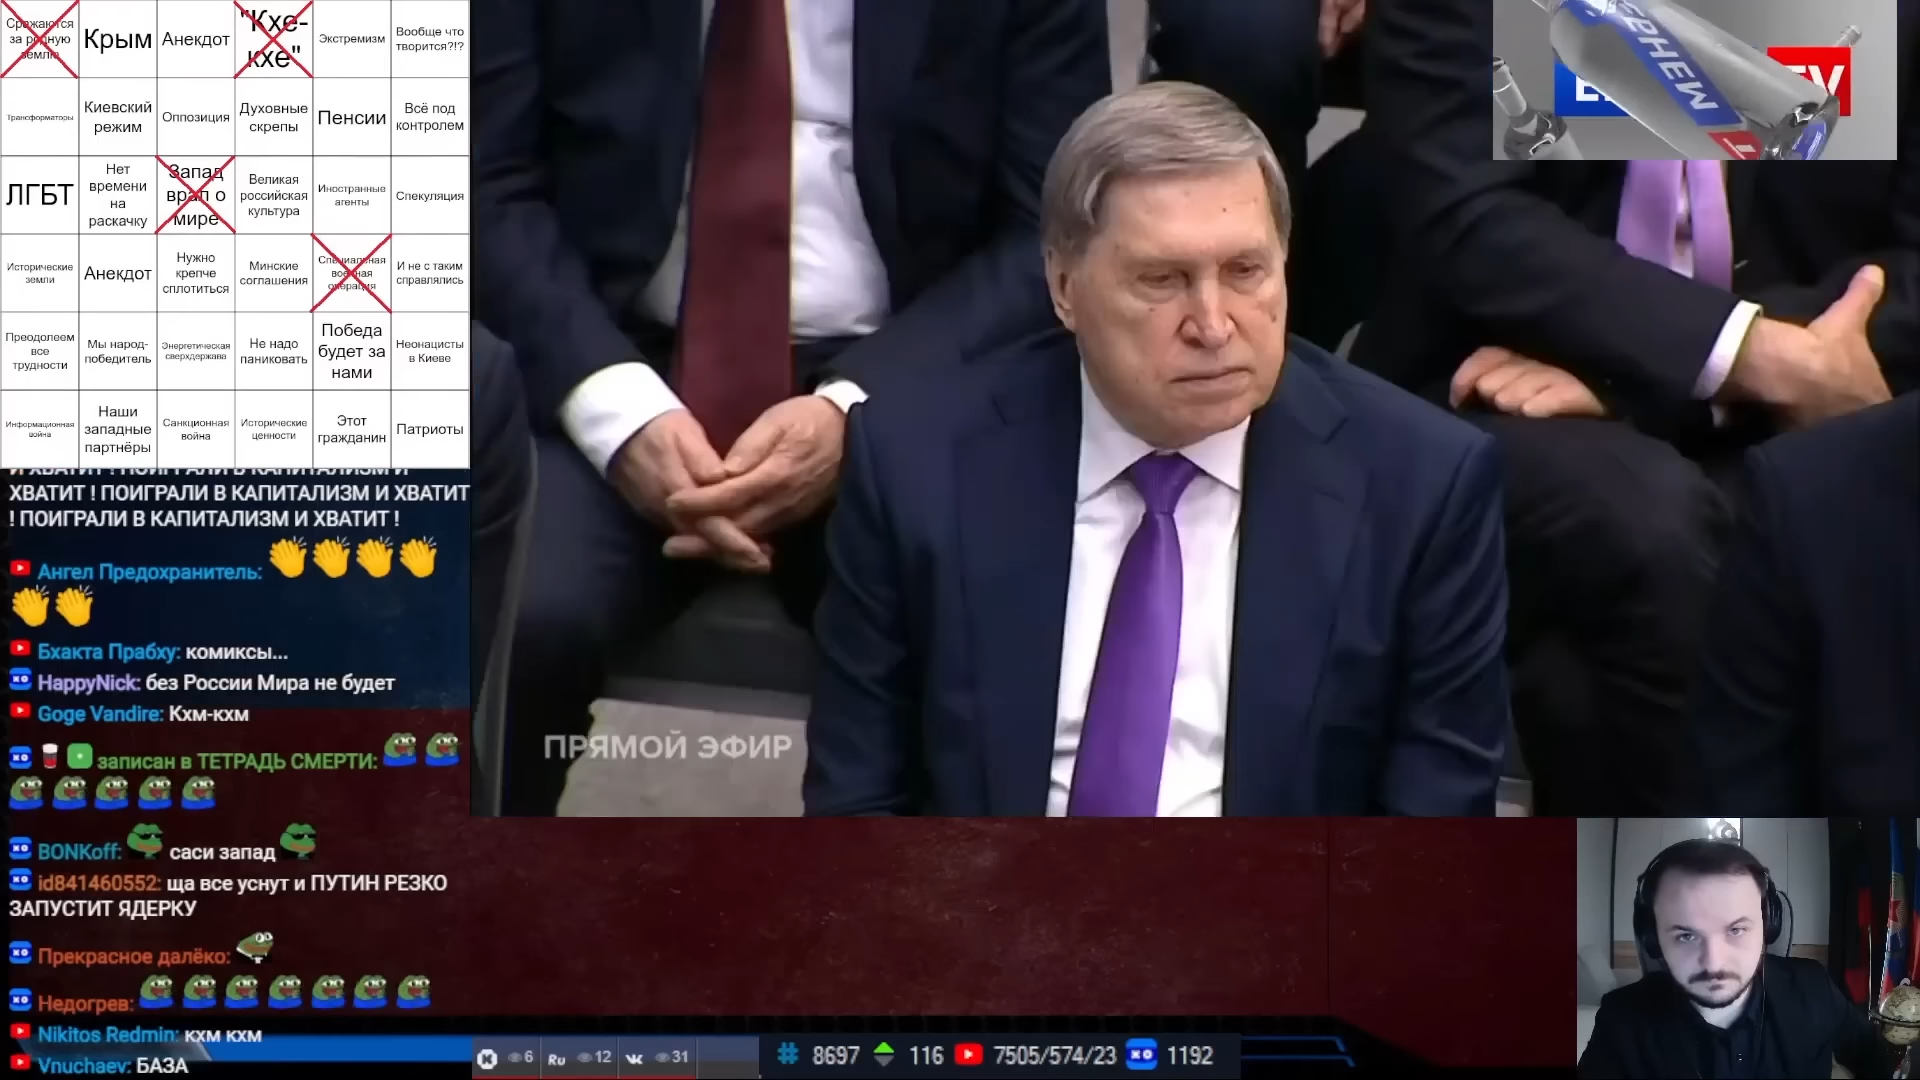 Сражаются
за родную
землю
Крым
Анекдот
"Кхе-
кхе"
Экстремизм
Вообще что
творится?!?
Трансформаторы
Киевский
режим
Оппозиция
Духовные
скрепы
Пенсии
Всё под
контролем
ЛГБТ
Нет
времени
на
раскачку
Запад
врал о
мире
Великая
российская
культура
Иностранные
агенты
Спекуляция
Исторические
земли
Анекдот
Нужно
крепче
сплотиться
Минские
соглашения
Специальная
военная
операция
И не с таким
справлялись
Преодолеем
все
трудности
Мы народ-
победитель
Энергетическая
сверхдержава
Не надо
паниковать
Победа
будет за
нами
Неонацисты
в Киеве
Информационная
война
Наши
западные
партнёры
Санкционная
война
Исторические
ценности
Этот
гражданин
Патриоты
И ХВАТИТ ! ПОИГРАЛИ В КАПИТАЛИЗМ И
ХВАТИТ ! ПОИГРАЛИ В КАПИТАЛИЗМ И ХВАТИТ
! ПОИГРАЛИ В КАПИТАЛИЗМ И ХВАТИТ !
Ангел Предохранитель:
Бхакта Прабху: комиксы...
HappyNick: без России Мира не будет
Goge Vandire: Кхм-кхм
записан в ТЕТРАДЬ СМЕРТИ:
BONKoff: саси запад
id841460552: ща все уснут и ПУТИН РЕЗКО
ЗАПУСТИТ ЯДЕРКУ
Прекрасное далёко:
Недогрев:
Nikitos Redmin: кхм кхм
Vnuchaev: БАЗА
ПРЯМОЙ ЭФИР
6
Ru 12
31
# 8697 116 7505/574/23 1192